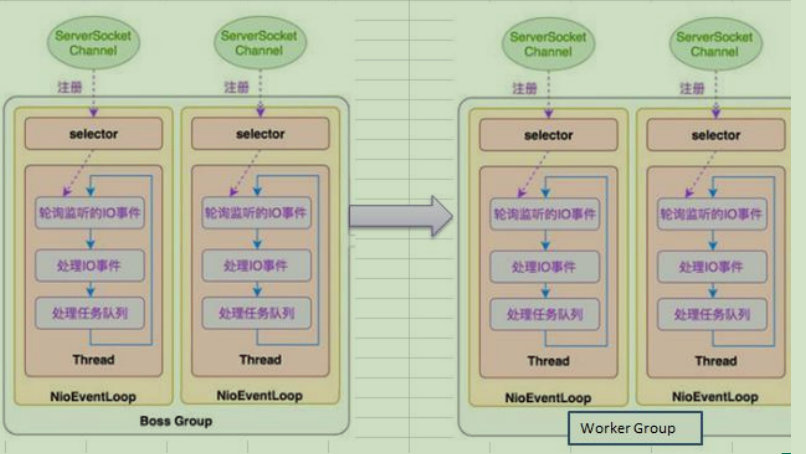 ServerSocket
Channel
ServerSocket
Channel
ServerSocket
Channel
ServerSocket
Channel
注册
注册
注册
注册
selector
selector
selector
selector
轮询监听的IO事件
轮询监听的IO事件
轮询监听的IO事件
轮询监听的IO事件
处理IO事件
处理IO事件
处理IO事件
处理IO事件
处理任务队列
处理任务队列
处理任务队列
处理任务队列
Thread
Thread
Thread
Thread
NioEventLoop
NioEventLoop
NioEventLoop
NioEventLoop
Boss Group
Worker Group